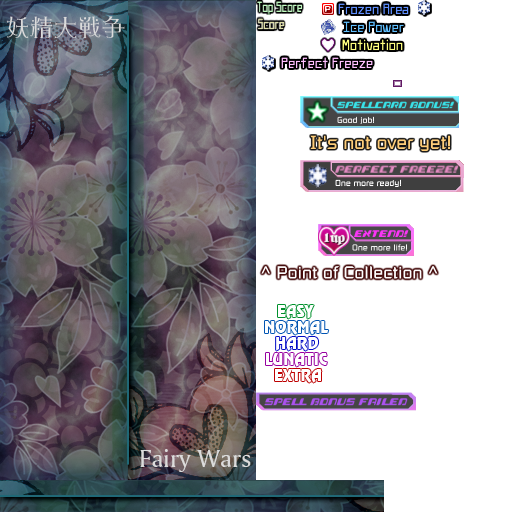 妖精大戦争
Fairy Wars
Top Score
Score
P Frozen Area
Ice Power
Motivation
Perfect Freeze
SPELLCARD BONUS!
Good job!
It's not over yet!
PERFECT FREEZE!
One more ready!
1up EXTEND!
One more life!
^ Point of Collection ^
EASY
NORMAL
HARD
LUNATIC
EXTRA
SPELL BONUS FAILED